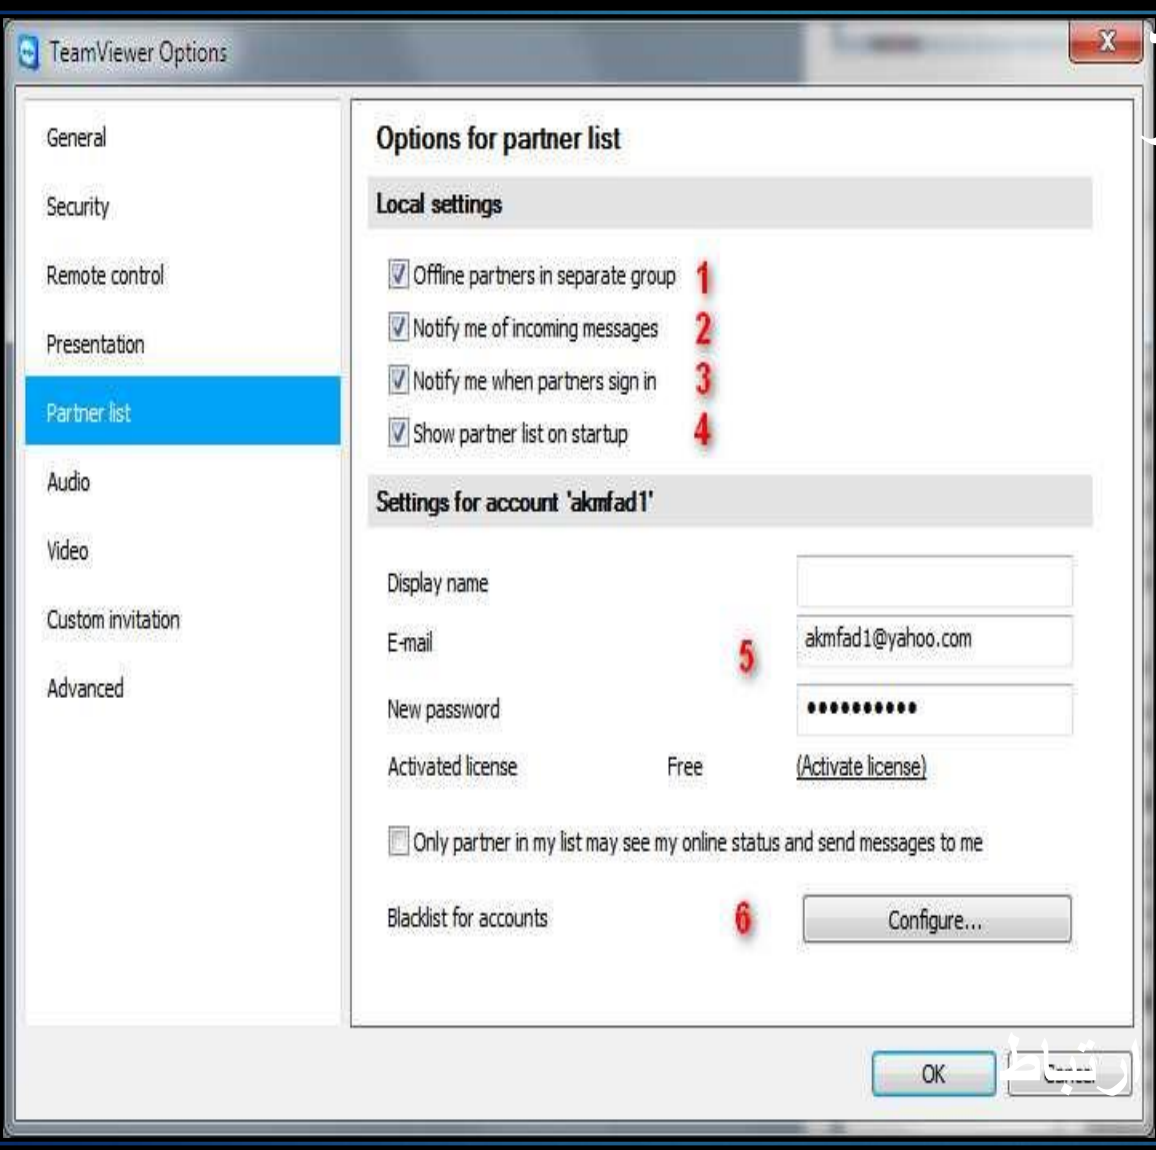 TeamViewer Options
X
General
Security
Remote control
Presentation
Partner list
Audio
Video
Custom invitation
Advanced
Options for partner list
Local settings
Offline partners in separate group 1
Notify me of incoming messages 2
Notify me when partners sign in 3
Show partner list on startup 4
Settings for account 'akmfad1'
Display name
E-mail 5 akmfad1@yahoo.com
New password ••••••••••
Activated license Free (Activate license)
Only partner in my list may see my online status and send messages to me
Blacklist for accounts 6 Configure...
OK
ارتباط